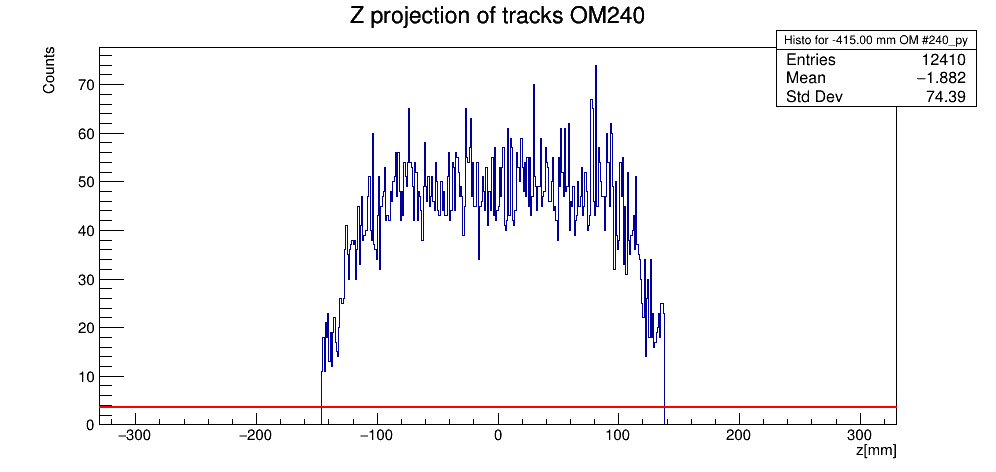 Z projection of tracks OM240
Histo for -415.00 mm OM #240_py
Entries 12410
Mean −1.882
Std Dev 74.39
Counts
70
60
50
40
30
20
10
0
−300 −200 −100 0 100 200 300
z[mm]